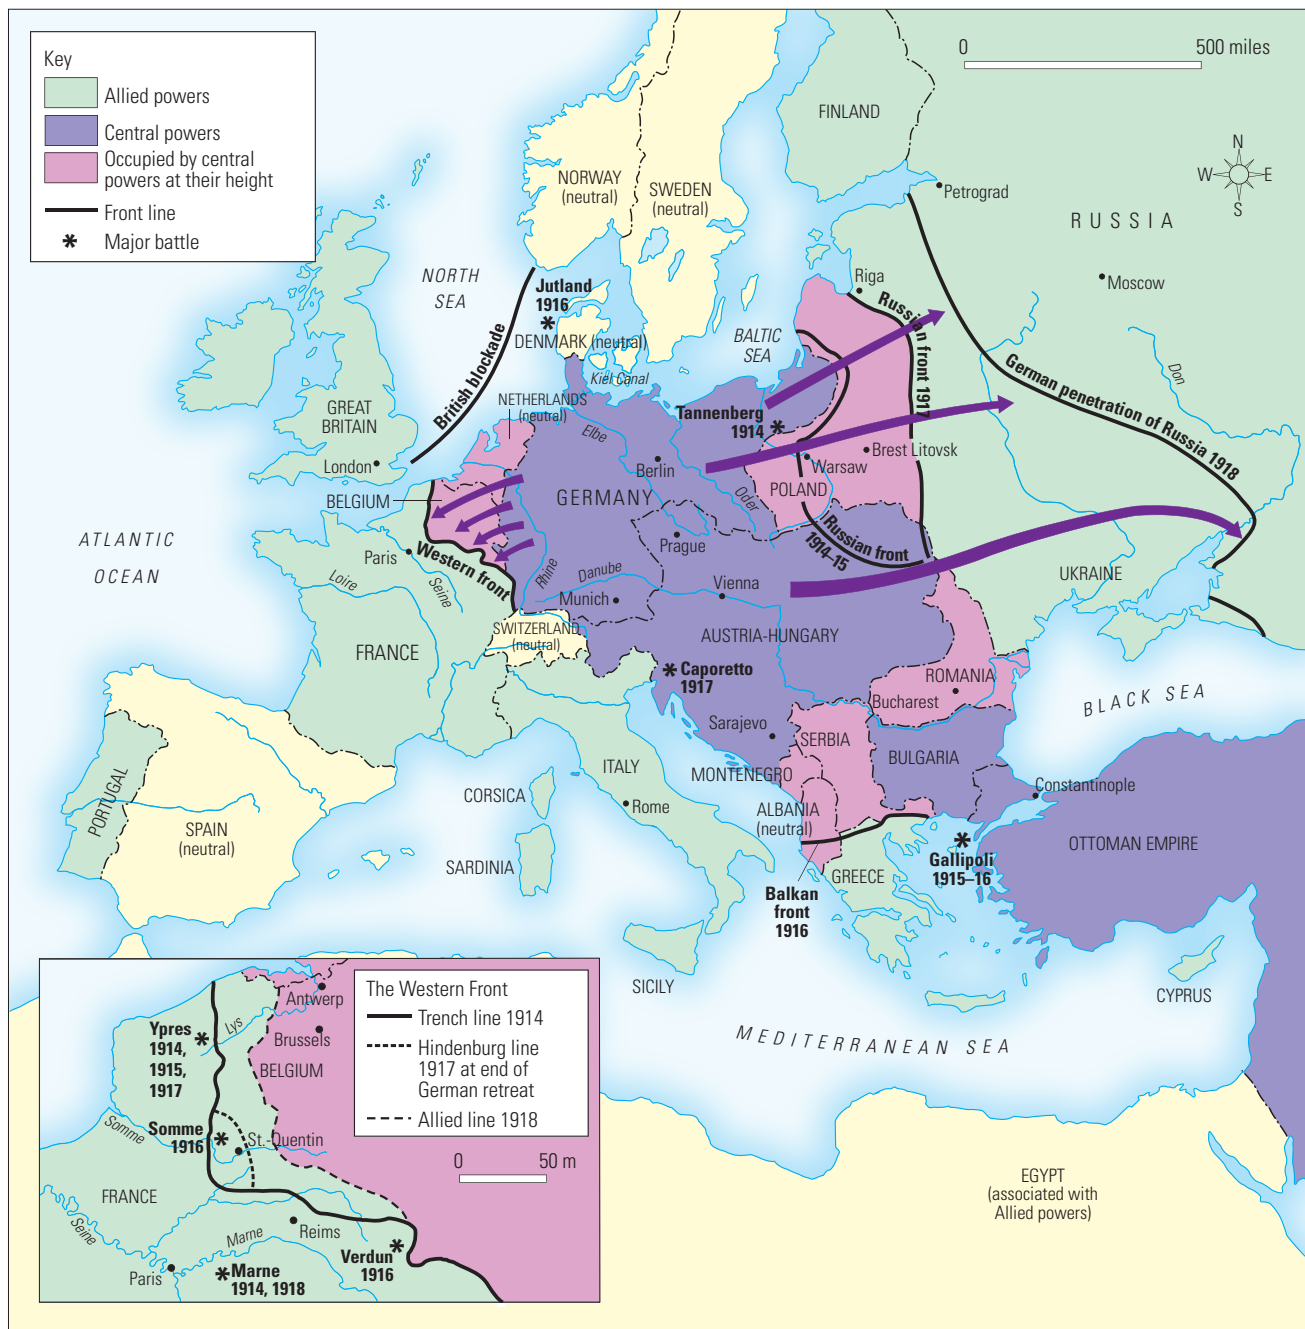 Key
Allied powers
Central powers
Occupied by central
powers at their height
Front line
Major battle
0 500 miles
N
W E
S
FINLAND
NORWAY
(neutral)
SWEDEN
(neutral)
Petrograd
RUSSIA
Moscow
Riga
NORTH
SEA
Jutland
1916
DENMARK (neutral)
Kiel Canal
BALTIC
SEA
Russian front 1917
German penetration of Russia 1918
Don
British blockade
GREAT
BRITAIN
London
NETHERLANDS
(neutral)
Elbe
Berlin
Tannenberg
1914
Brest Litovsk
Warsaw
POLAND
Oder
BELGIUM
GERMANY
Russian front
1914–15
ATLANTIC
OCEAN
Paris
Western front
Loire
Seine
Rhine
Prague
Danube
Munich
Vienna
UKRAINE
SWITZERLAND
(neutral)
AUSTRIA-HUNGARY
FRANCE
Caporetto
1917
ROMANIA
Bucharest
BLACK SEA
Sarajevo
SERBIA
BULGARIA
MONTENEGRO
ITALY
CORSICA
Rome
ALBANIA
(neutral)
Constantinople
PORTUGAL
SPAIN
(neutral)
SARDINIA
GREECE
Gallipoli
1915–16
OTTOMAN EMPIRE
Balkan
front
1916
SICILY
CYPRUS
MEDITERRANEAN SEA
EGYPT
(associated with
Allied powers)
The Western Front
Trench line 1914
Hindenburg line
1917 at end of
German retreat
Allied line 1918
0 50 m
Antwerp
Ypres
1914,
1915,
1917
Lys
Brussels
BELGIUM
Somme
Somme
1916
St.-Quentin
FRANCE
Seine
Marne
Reims
Verdun
1916
Paris
Marne
1914, 1918